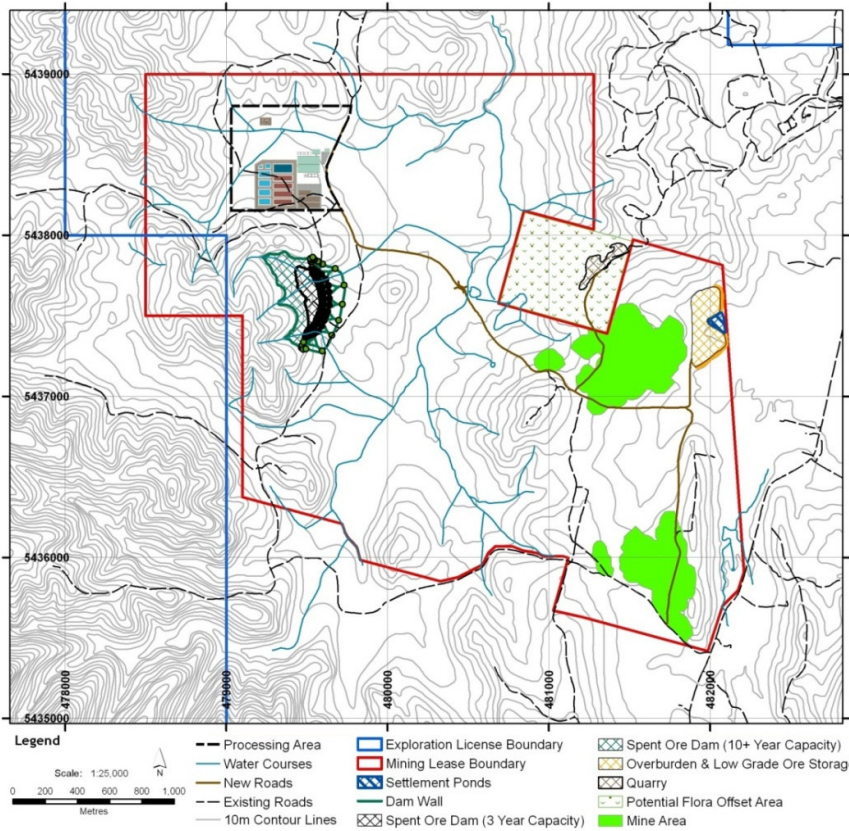 5439000
5438000
5437000
5436000
5435000
478000
479000
480000
481000
482000
Legend
Scale: 1:25,000
N
0 200 400 600 800 1,000
Metres
Processing Area
Water Courses
New Roads
Existing Roads
10m Contour Lines
Exploration License Boundary
Mining Lease Boundary
Settlement Ponds
Dam Wall
Spent Ore Dam (3 Year Capacity)
Spent Ore Dam (10+ Year Capacity)
Overburden & Low Grade Ore Storage
Quarry
Potential Flora Offset Area
Mine Area